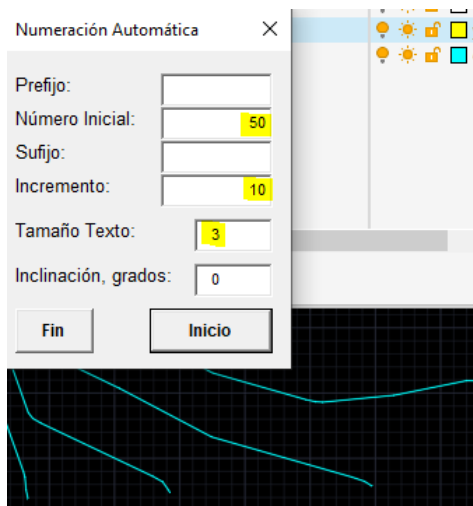 Numeración Automática
Prefijo:
Número Inicial: 50
Sufijo:
Incremento: 10
Tamaño Texto: 3
Inclinación, grados: 0
Fin Inicio